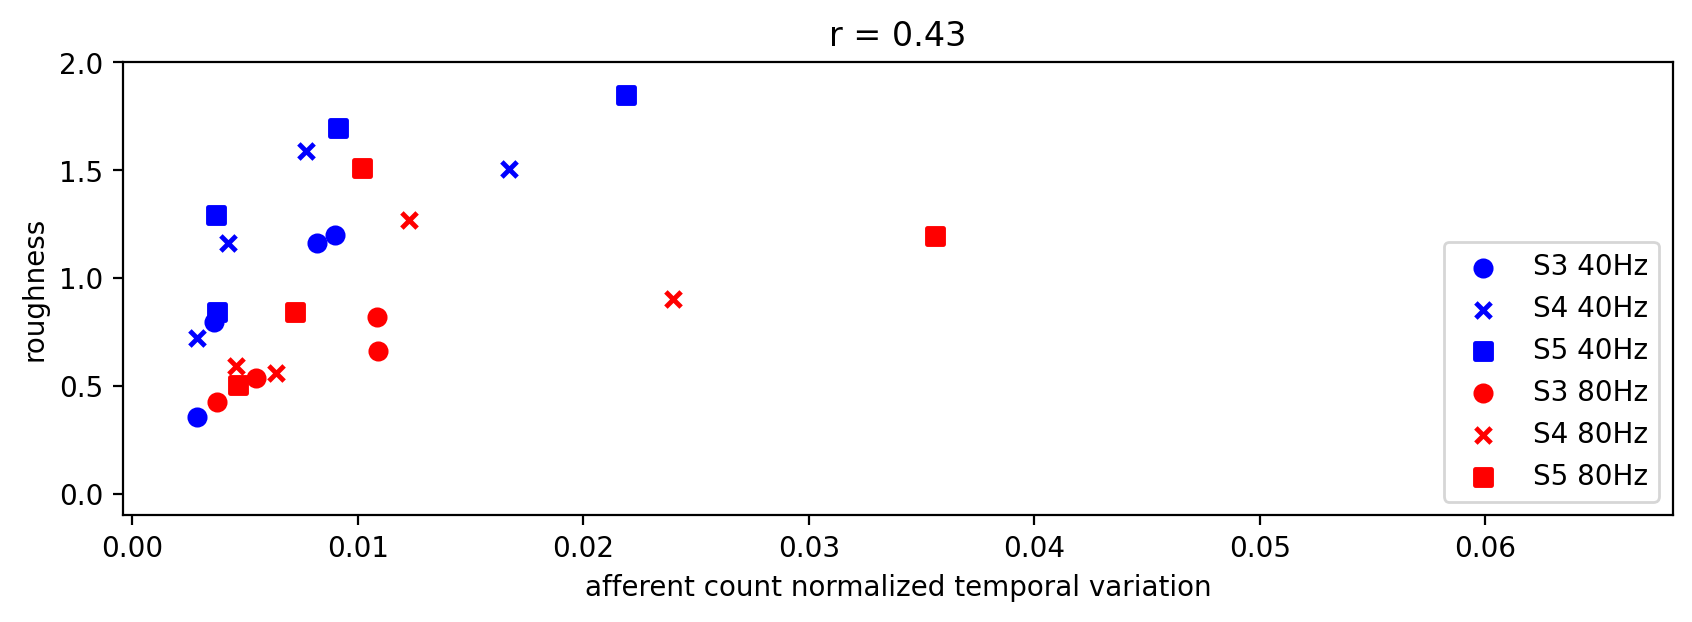 r = 0.43
2.0
1.5
1.0
0.5
0.0
roughness
S3 40Hz
S4 40Hz
S5 40Hz
S3 80Hz
S4 80Hz
S5 80Hz
0.00 0.01 0.02 0.03 0.04 0.05 0.06
afferent count normalized temporal variation